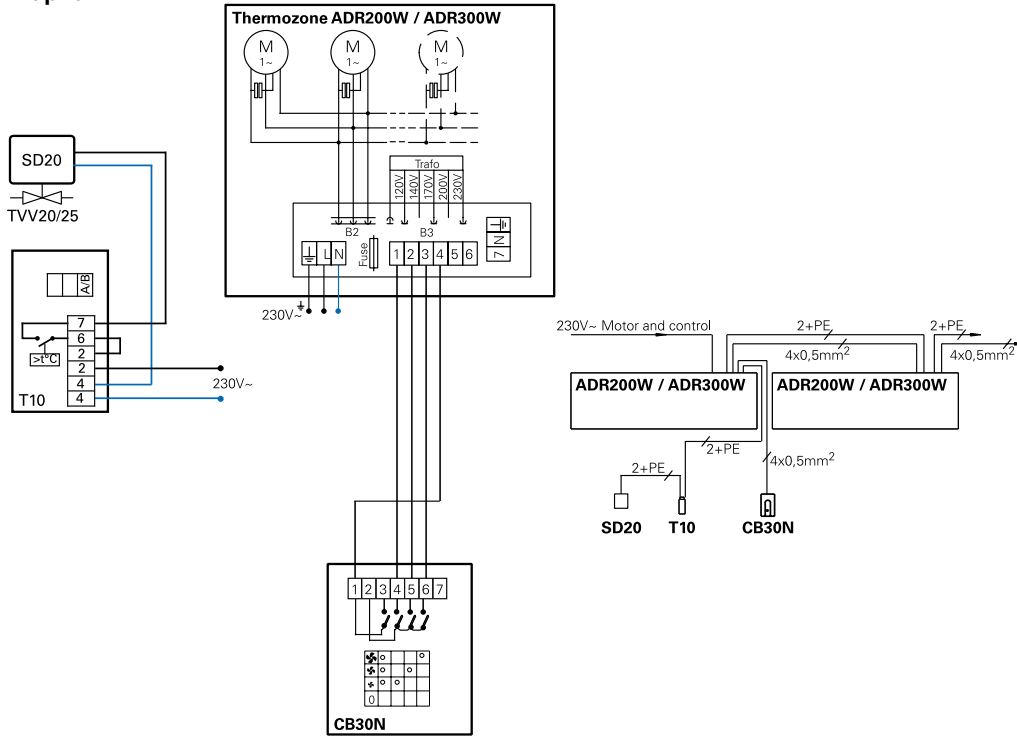 Thermozone ADR200W / ADR300W
M
1~
M
1~
M
1~
SD20
TVV20/25
Trafo
120V
140V
170V
200V
230V
B2
B3
Fuse
L N
1 2 3 4 5 6
7 N
230V~
A/B
7
6
2
2
4
4
>t°C
T10
230V~
230V~ Motor and control
2+PE
4x0,5mm²
2+PE
4x0,5mm²
ADR200W / ADR300W
ADR200W / ADR300W
2+PE
4x0,5mm²
2+PE
SD20
T10
CB30N
1 2 3 4 5 6 7
0
CB30N